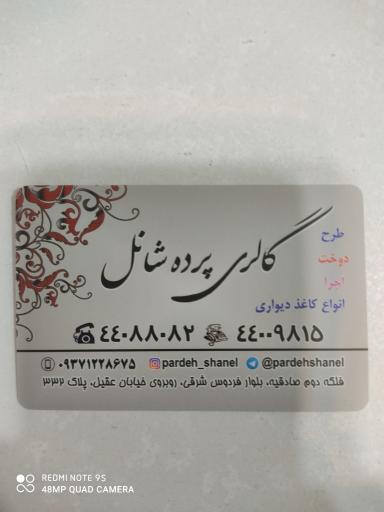 طرح
دوخت
اجرا
انواع کاغذ دیواری
گالری پرده شانل
۴۴۰۸۸۰۸۲ ۴۴۰۰۹۸۱۵
۰۹۳۷۱۲۲۸۶۷۵ pardeh_shanel @pardehshanel
فلکه دوم صادقیه، بلوار فردوس شرقی، روبروی خیابان عقیل، پلاک ۳۳۲
REDMI NOTE 9S
48MP QUAD CAMERA